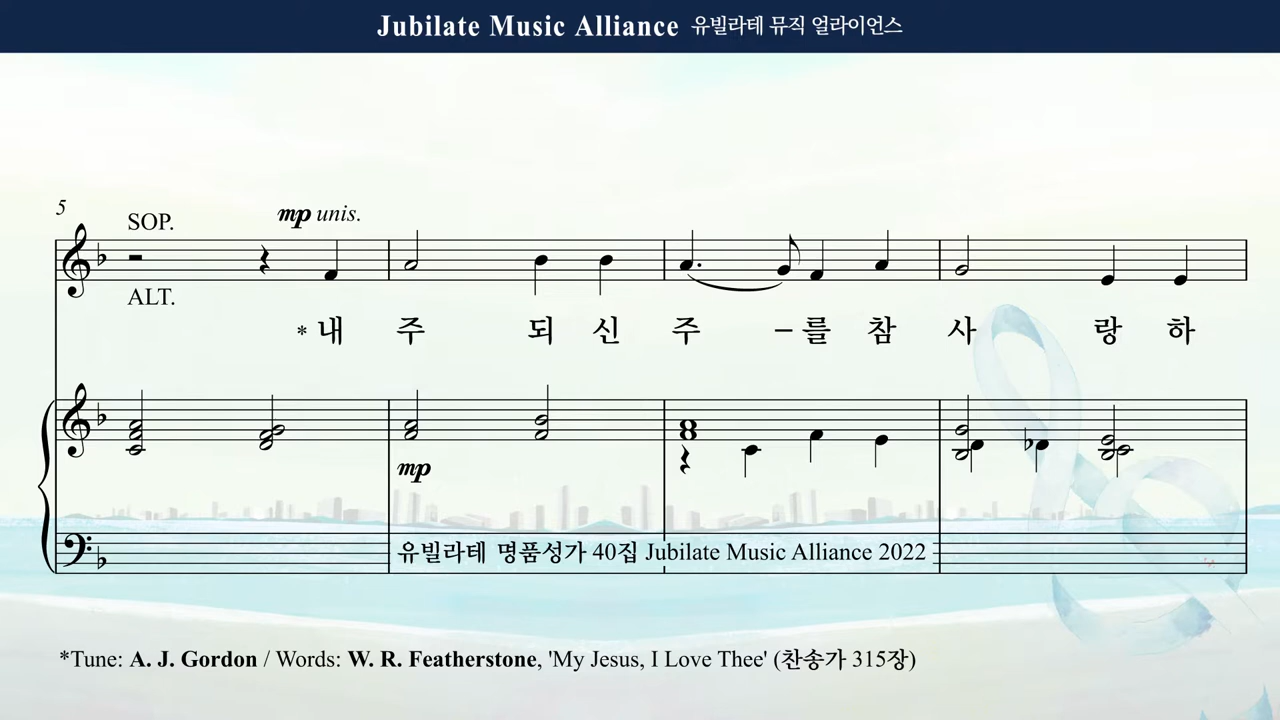 Jubilate Music Alliance 유빌라테 뮤직 얼라이언스
5
SOP.
mp unis.
ALT.
*내 주 되 신 주 –를 참 사 랑 하
mp
유빌라테 명품성가 40집 Jubilate Music Alliance 2022
*Tune: A. J. Gordon / Words: W. R. Featherstone, 'My Jesus, I Love Thee' (찬송가 315장)